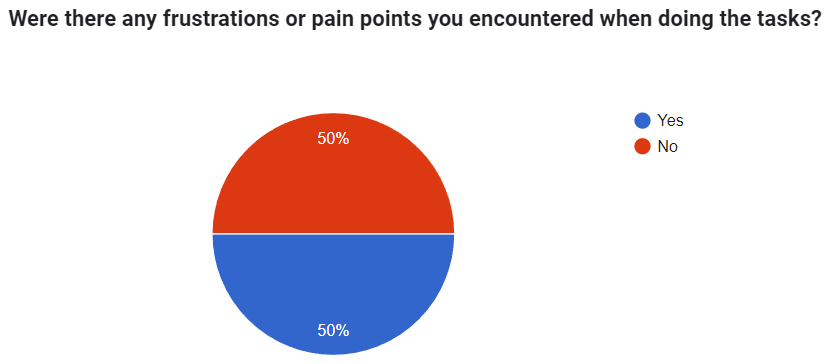 Were there any frustrations or pain points you encountered when doing the tasks?
50%
Yes
No
50%